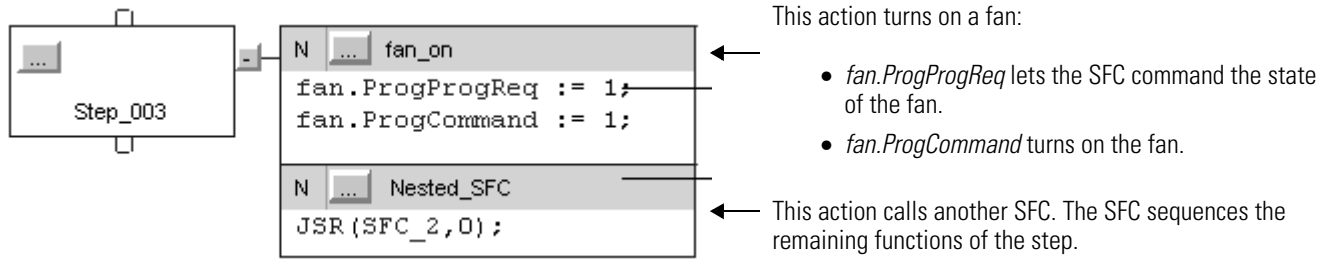 ...
Step_003
-
N ... fan_on
fan.ProgProgReq := 1;
fan.ProgCommand := 1;
N ... Nested_SFC
JSR(SFC_2,0);
This action turns on a fan:
• fan.ProgProgReq lets the SFC command the state
of the fan.
• fan.ProgCommand turns on the fan.
This action calls another SFC. The SFC sequences the
remaining functions of the step.